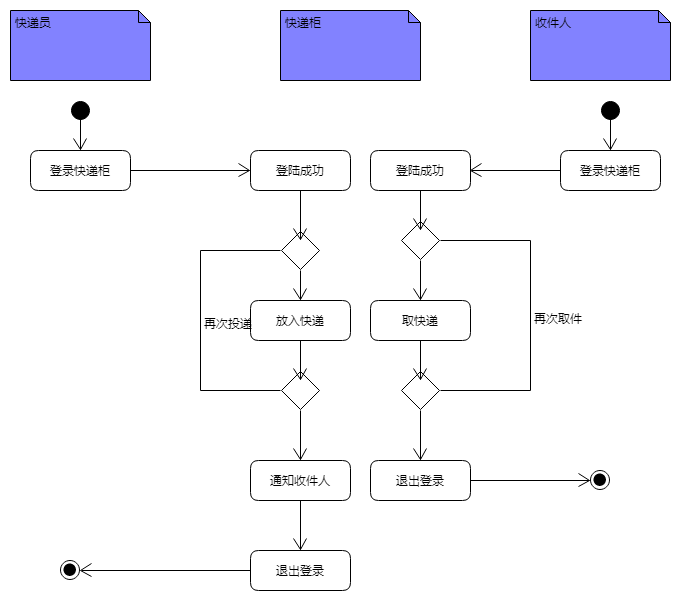 快递员
快递柜
收件人
登录快递柜
登陆成功
登陆成功
登录快递柜
再次投递
放入快递
取快递
再次取件
通知收件人
退出登录
退出登录